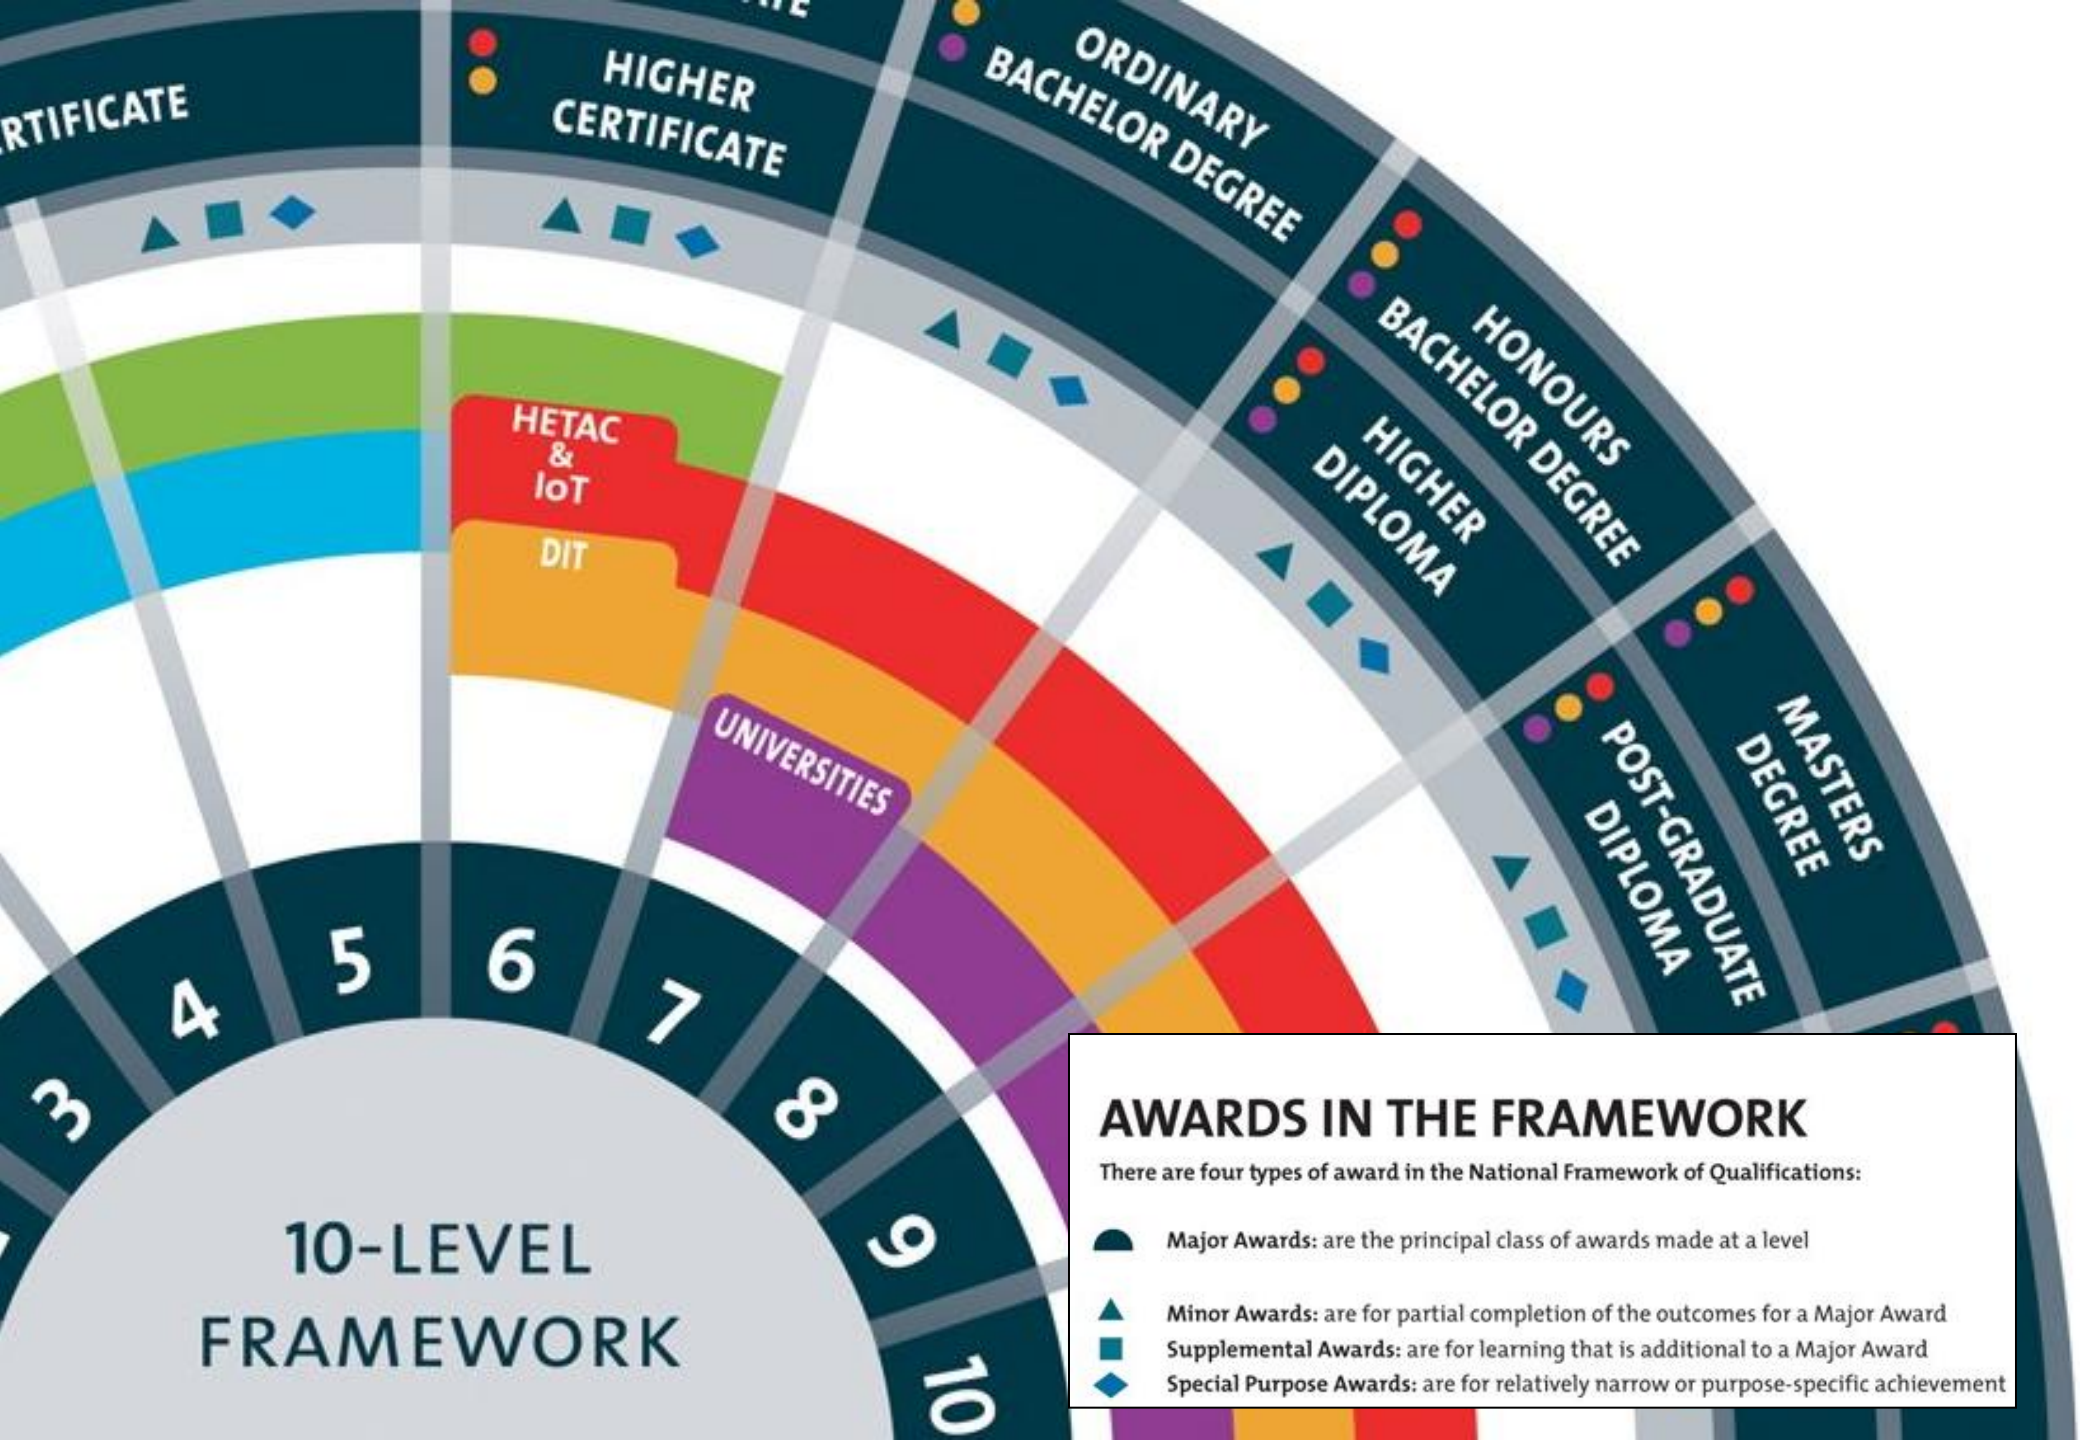 RTIFICATE
HIGHER
CERTIFICATE
ORDINARY
BACHELOR DEGREE
HONOURS
BACHELOR DEGREE
HIGHER
DIPLOMA
MASTERS
DEGREE
POST-GRADUATE
DIPLOMA
HETAC
&
IoT
DIT
UNIVERSITIES
3
4
5
6
7
8
9
10
10-LEVEL
FRAMEWORK
AWARDS IN THE FRAMEWORK
There are four types of award in the National Framework of Qualifications:
Major Awards: are the principal class of awards made at a level
Minor Awards: are for partial completion of the outcomes for a Major Award
Supplemental Awards: are for learning that is additional to a Major Award
Special Purpose Awards: are for relatively narrow or purpose-specific achievement